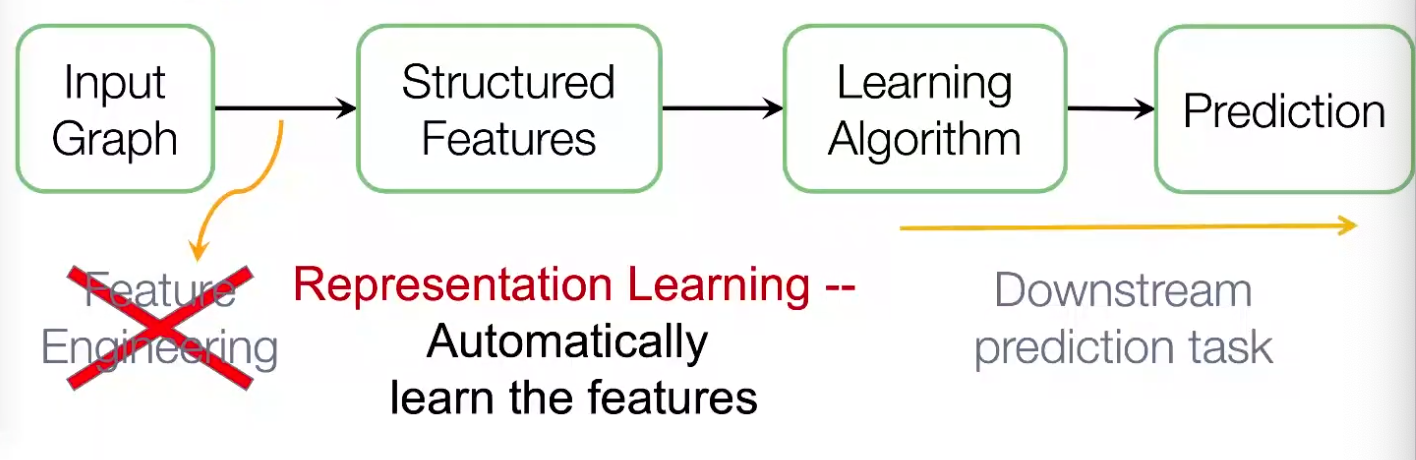 Input
Graph
Structured
Features
Learning
Algorithm
Prediction
Feature
Engineering
Representation Learning --
Automatically
learn the features
Downstream
prediction task